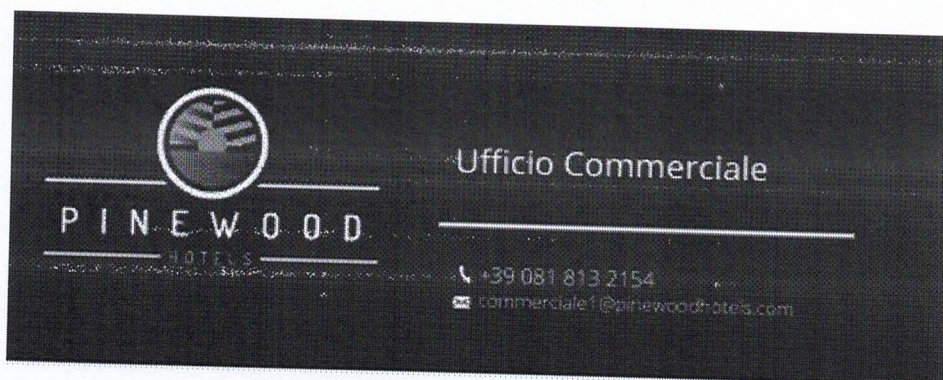 PINEWOOD
HOTELS
Ufficio Commerciale
+39 081 813 2154
commerciale1@pinewoodhotels.com